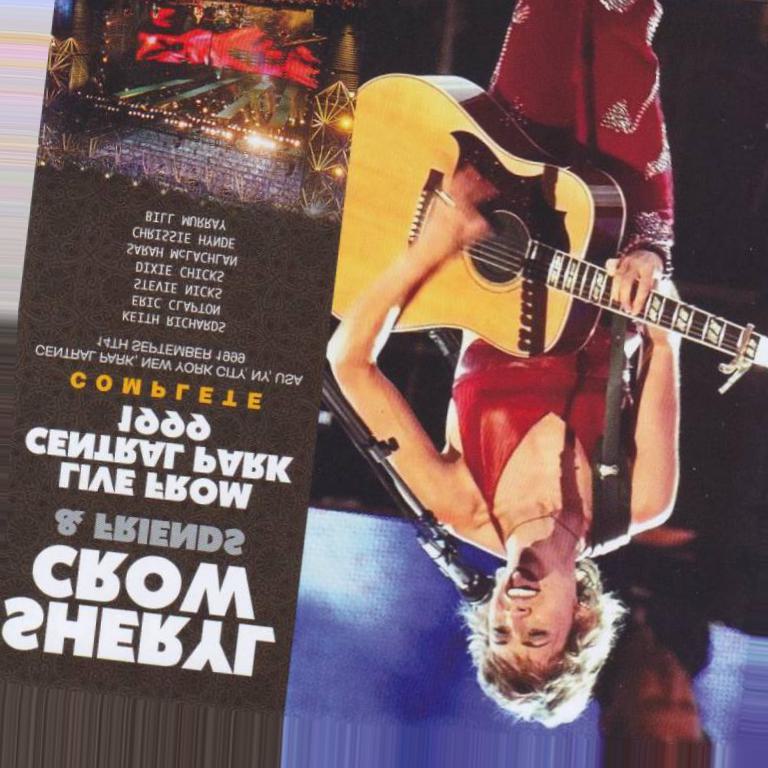 SHERYL
CROW
& FRIENDS
LIVE FROM
CENTRAL PARK
1999
COMPLETE
CENTRAL PARK, NEW YORK CITY, NY, USA
14TH SEPTEMBER 1999
KEITH RICHARDS
ERIC CLAPTON
STEVIE NICKS
DIXIE CHICKS
SARAH McLACHLAN
CHRISSIE HYNDE
BILL MURRAY